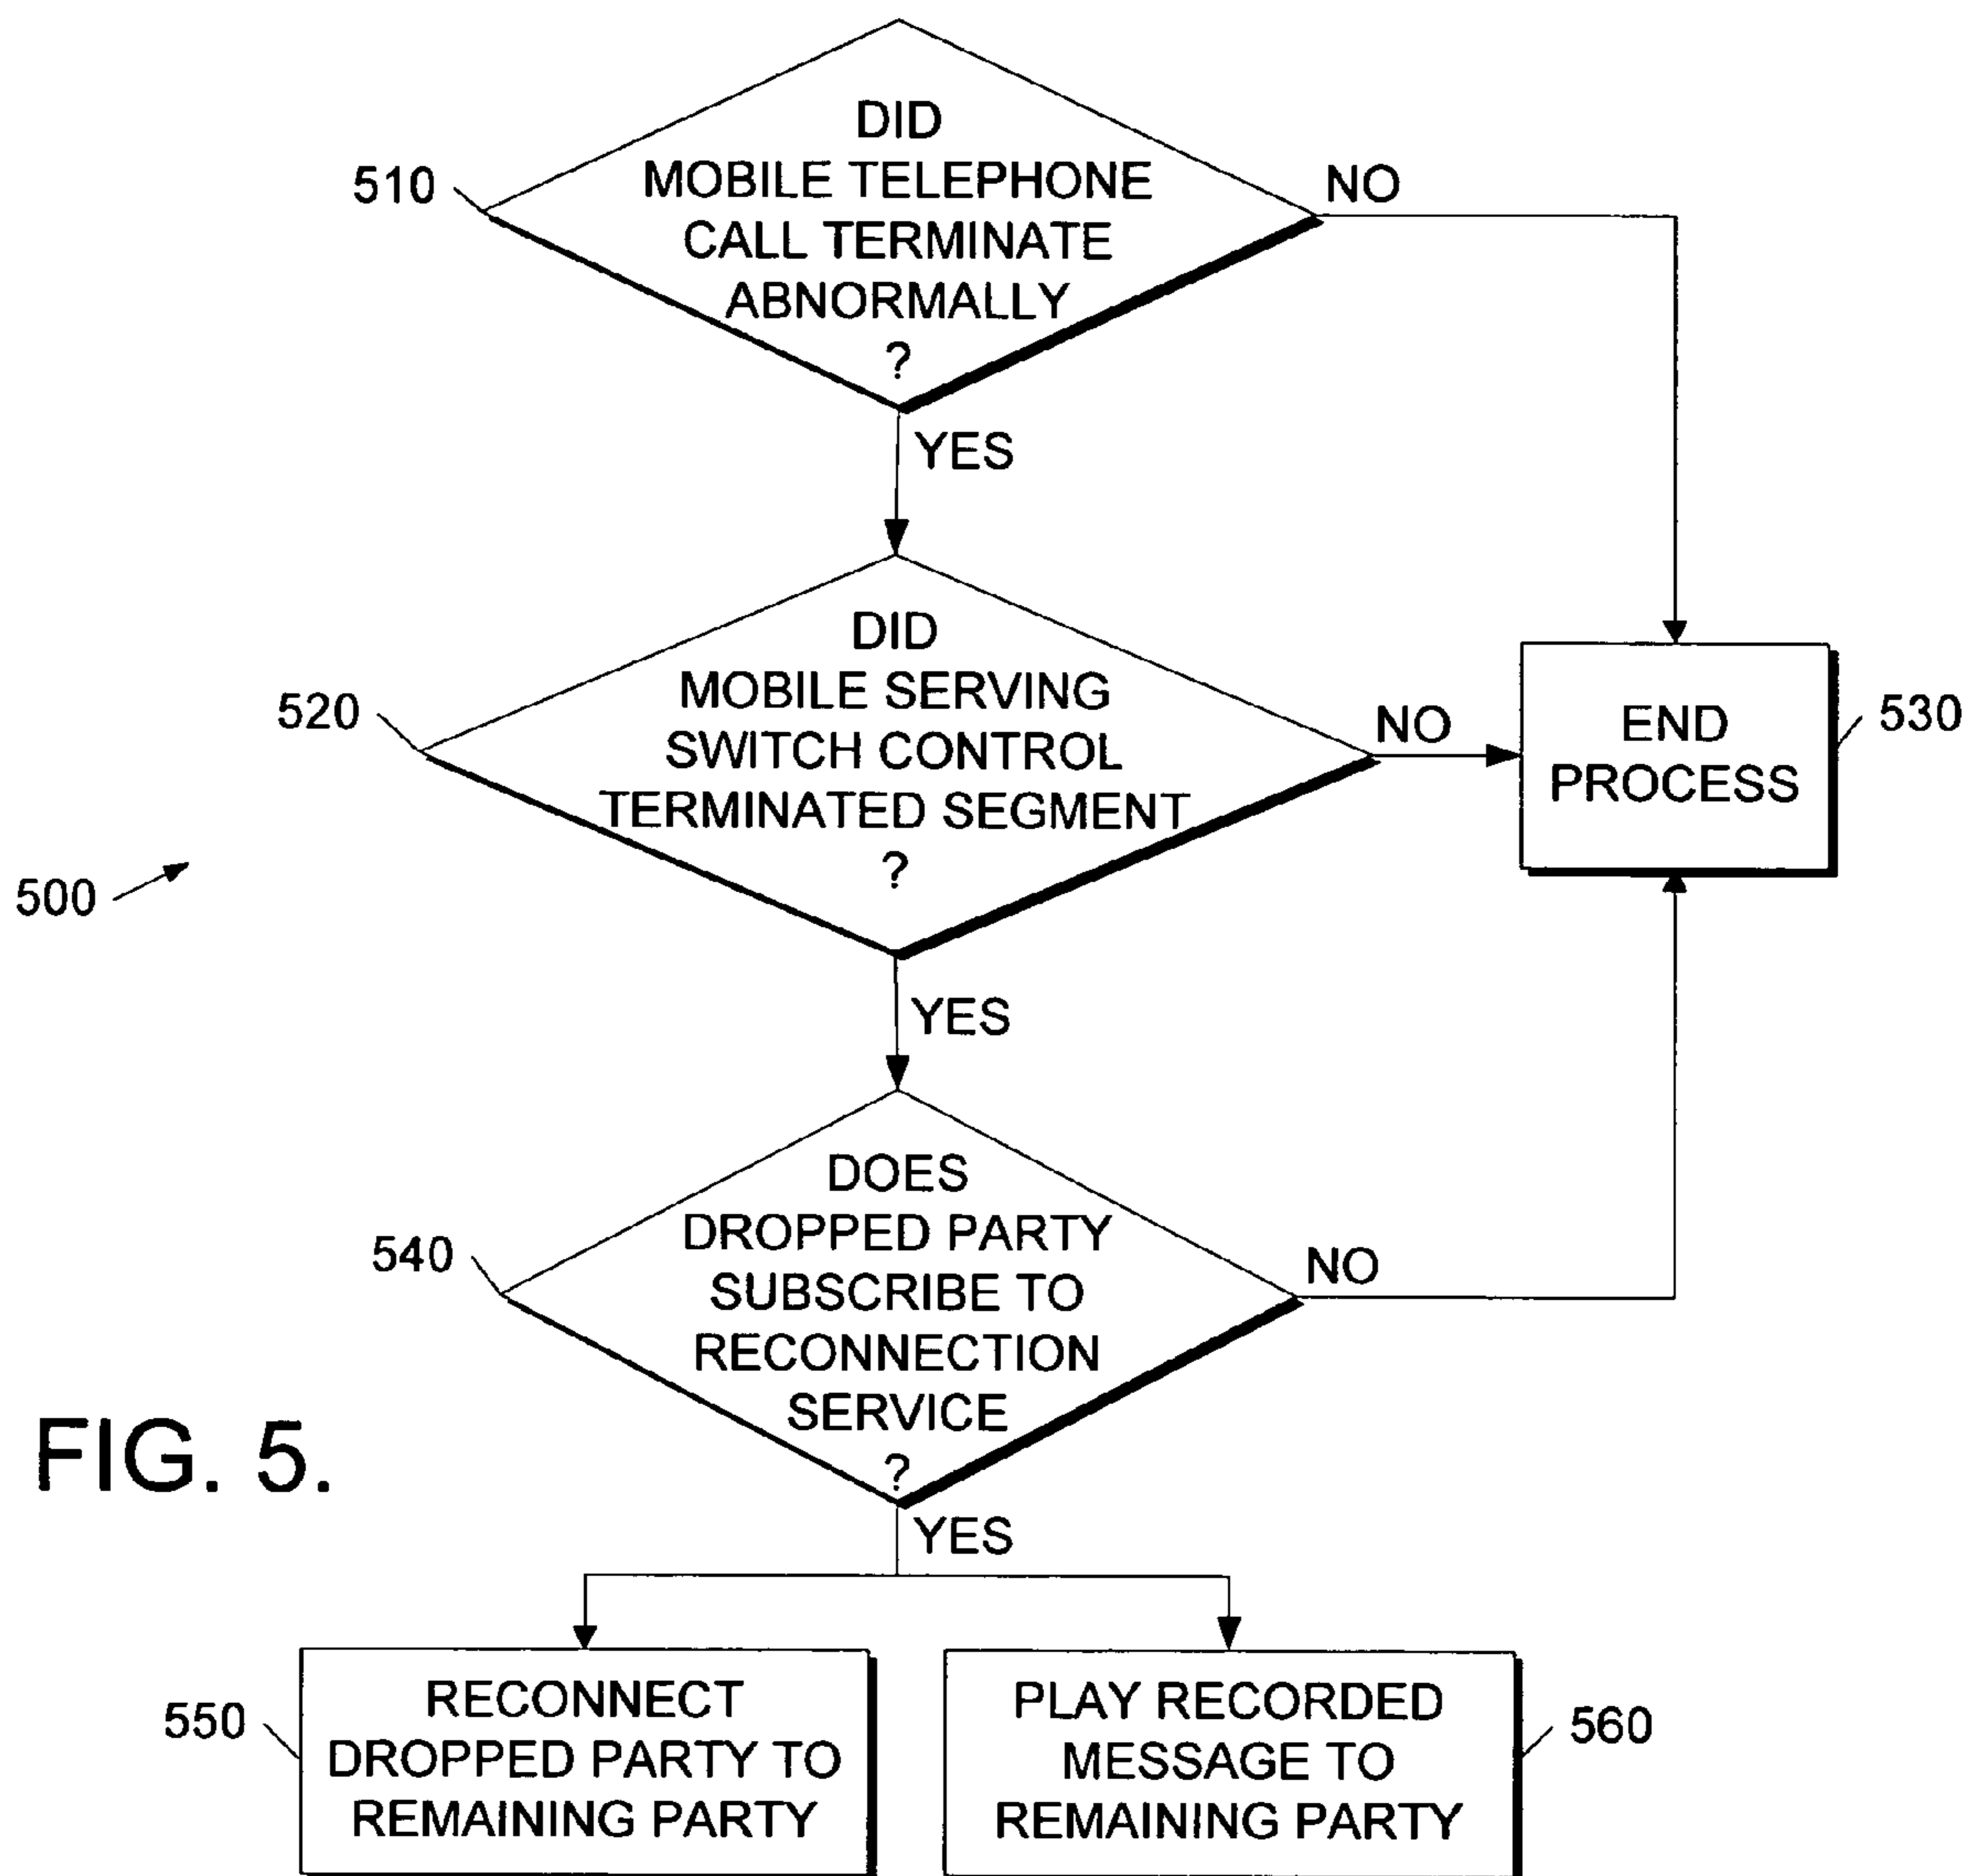 DID
MOBILE TELEPHONE
CALL TERMINATE
ABNORMALLY
?
510
NO
YES
DID
MOBILE SERVING
SWITCH CONTROL
TERMINATED SEGMENT
?
520
NO
END
PROCESS
530
500
YES
DOES
DROPPED PARTY
SUBSCRIBE TO
RECONNECTION
SERVICE
?
540
NO
FIG. 5.
YES
RECONNECT
DROPPED PARTY TO
REMAINING PARTY
550
PLAY RECORDED
MESSAGE TO
REMAINING PARTY
560